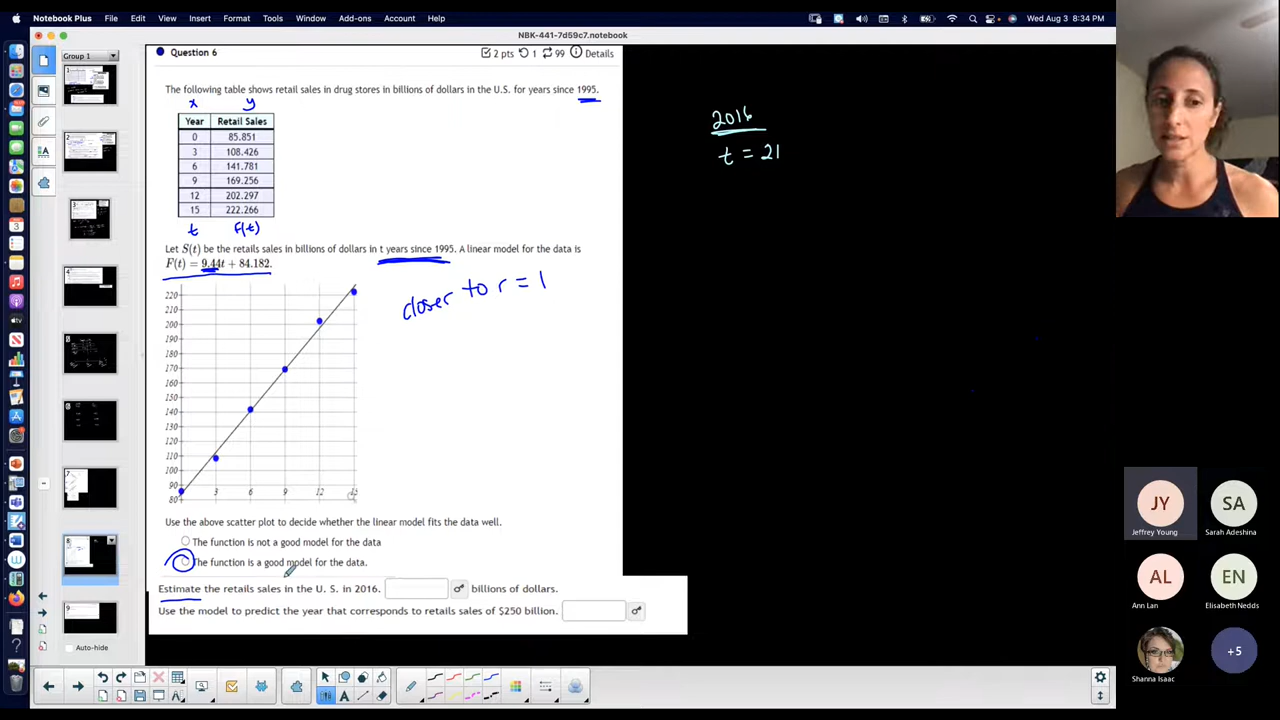 Notebook Plus File Edit View Insert Format Tools Window Add-ons Account Help Wed Aug 3 8:34 PM
NBK-441-7d59c7.notebook
Group 1
Question 6
2 pts 1 99 Details
The following table shows retail sales in drug stores in billions of dollars in the U.S. for years since 1995.
x y
Year Retail Sales
0 85.851
3 108.426
6 141.781
9 169.256
12 202.297
15 222.266
t F(t)
Let S(t) be the retails sales in billions of dollars in t years since 1995. A linear model for the data is
F(t) = 9.44t + 84.182.
closer to r = 1
220
210
200
190
180
170
160
150
140
130
120
110
100
90
80
3 6 9 12 15
Use the above scatter plot to decide whether the linear model fits the data well.
The function is not a good model for the data
The function is a good model for the data.
Estimate the retails sales in the U. S. in 2016. billions of dollars.
Use the model to predict the year that corresponds to retails sales of $250 billion.
2016
t = 21
1
2
3
4
5
6
7
8
9
Auto-hide
JY
Jeffrey Young
SA
Sarah Adeshina
AL
Ann Lan
EN
Elisabeth Nedds
Shanna Isaac
+5